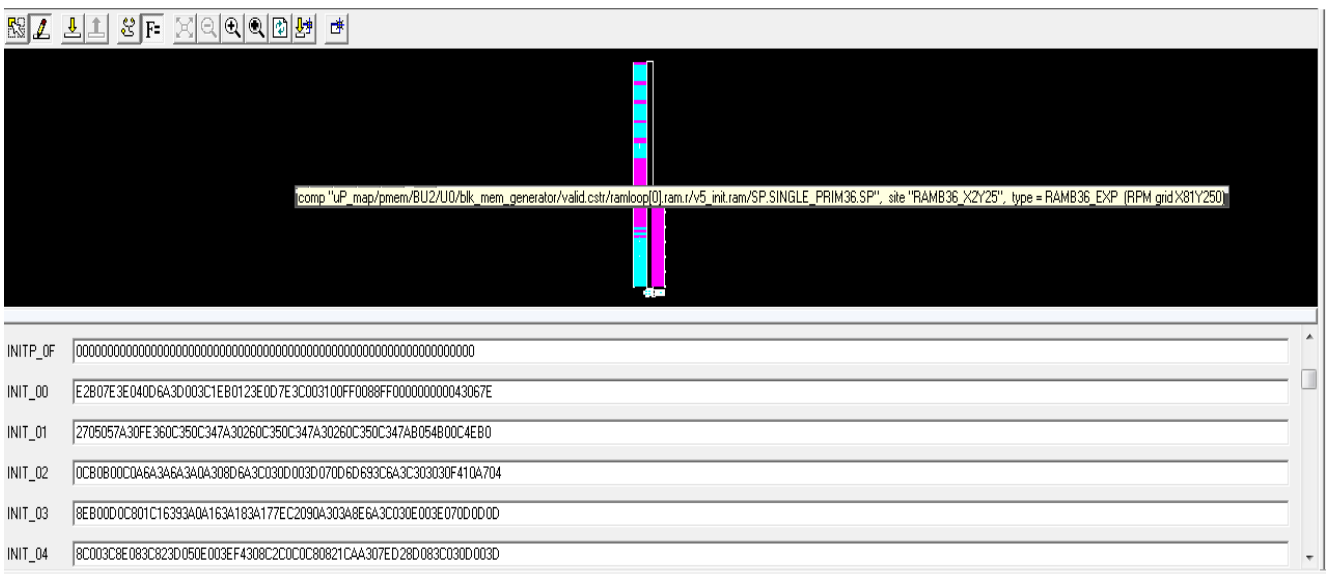 F=
comp "uP_map/pmem/BU2/U0/blk_mem_generator/valid.cstr/ramloop[0].ram.r/v5_init.ram/SP.SINGLE_PRIM36.SP", site "RAMB36_X2Y25", type = RAMB36_EXP (RPM grid X81Y250)
INITP_0F 0000000000000000000000000000000000000000000000000000000000000000
INIT_00 E2B07E3E040D6A3D003C1EB0123E0D7E3C003100FF0088FF000000000043067E
INIT_01 2705057A30FE360C350C347A30260C350C347A30260C350C347AB054B00C4EB0
INIT_02 0CB0B00C0A6A3A6A3A0A308D6A3C030D003D070D6D693C6A3C303030F410A704
INIT_03 8EB00D0C801C16393A0A163A183A177EC2090A303A8E6A3C030E003E070D0D0D
INIT_04 8C003C8E083C823D050E003EF4308C2C0C0C80821CAA307ED28D083C030D003D